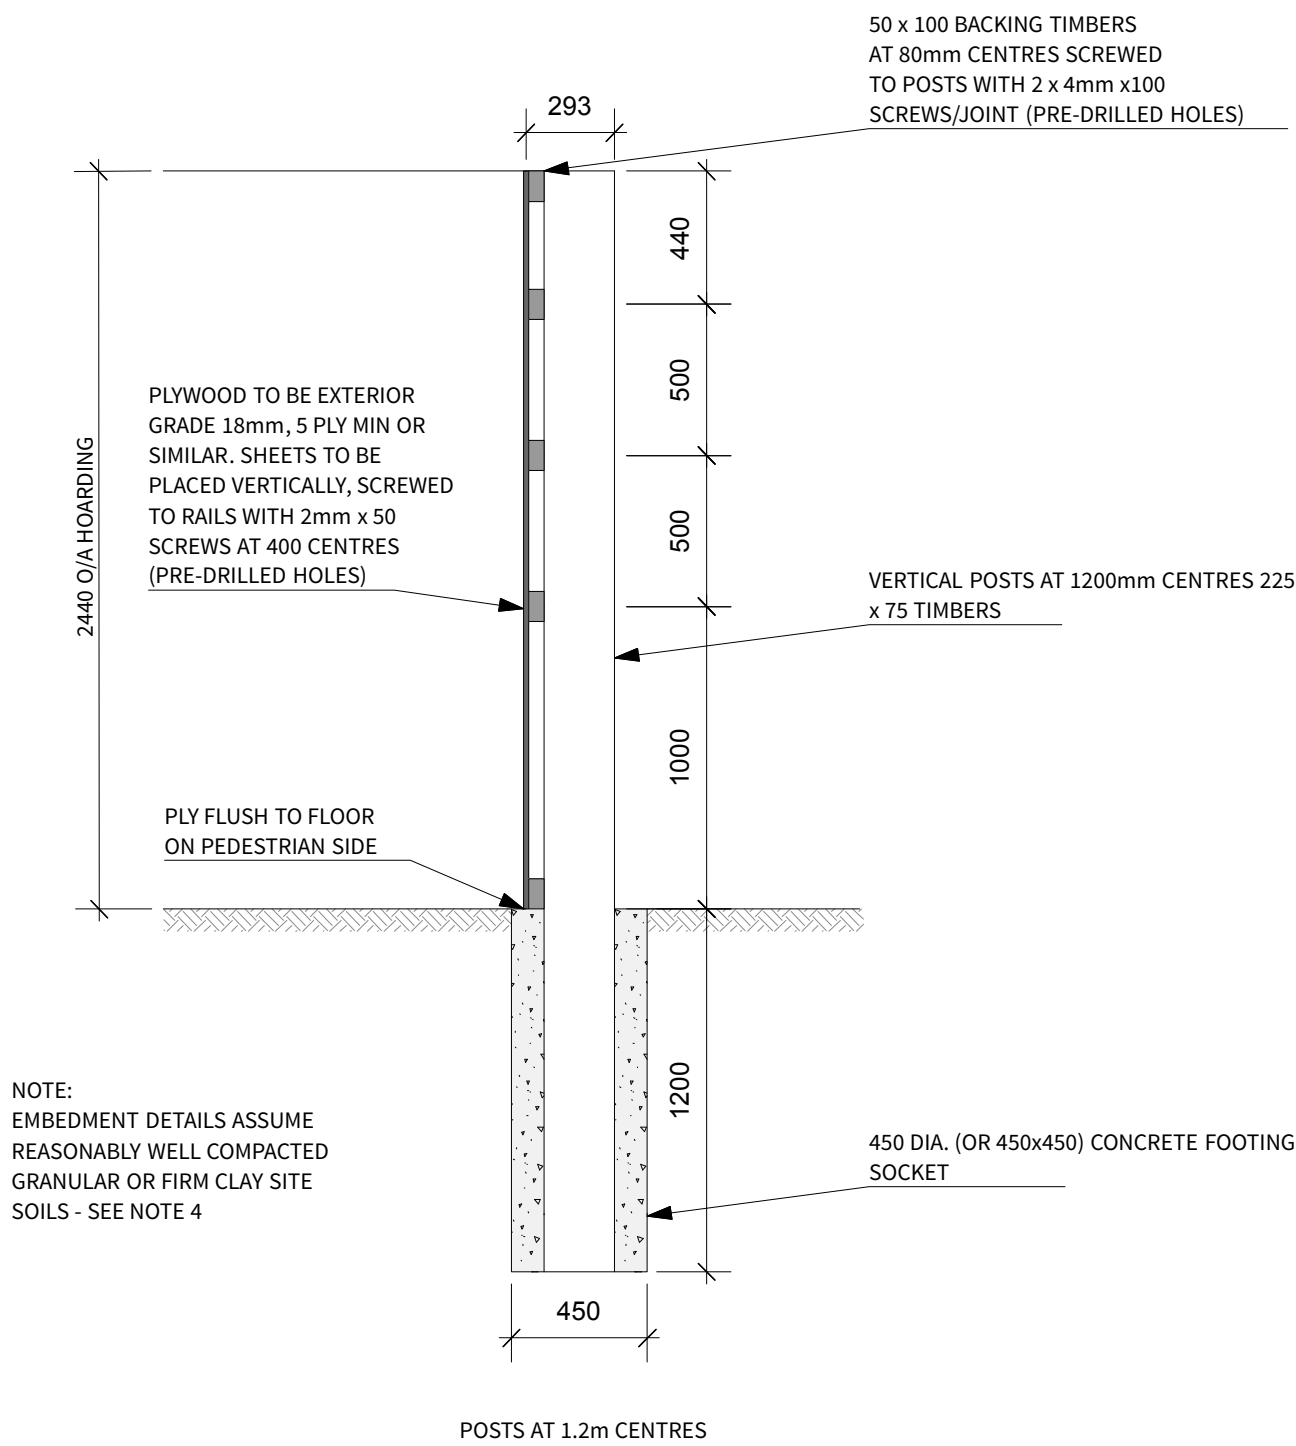 50 x 100 BACKING TIMBERS
AT 80mm CENTRES SCREWED
TO POSTS WITH 2 x 4mm x100
SCREWS/JOINT (PRE-DRILLED HOLES)
293
440
500
500
1000
1200
2440 O/A HOARDING
PLYWOOD TO BE EXTERIOR
GRADE 18mm, 5 PLY MIN OR
SIMILAR. SHEETS TO BE
PLACED VERTICALLY, SCREWED
TO RAILS WITH 2mm x 50
SCREWS AT 400 CENTRES
(PRE-DRILLED HOLES)
VERTICAL POSTS AT 1200mm CENTRES 225
x 75 TIMBERS
PLY FLUSH TO FLOOR
ON PEDESTRIAN SIDE
NOTE:
EMBEDMENT DETAILS ASSUME
REASONABLY WELL COMPACTED
GRANULAR OR FIRM CLAY SITE
SOILS - SEE NOTE 4
450 DIA. (OR 450x450) CONCRETE FOOTING
SOCKET
450
POSTS AT 1.2m CENTRES